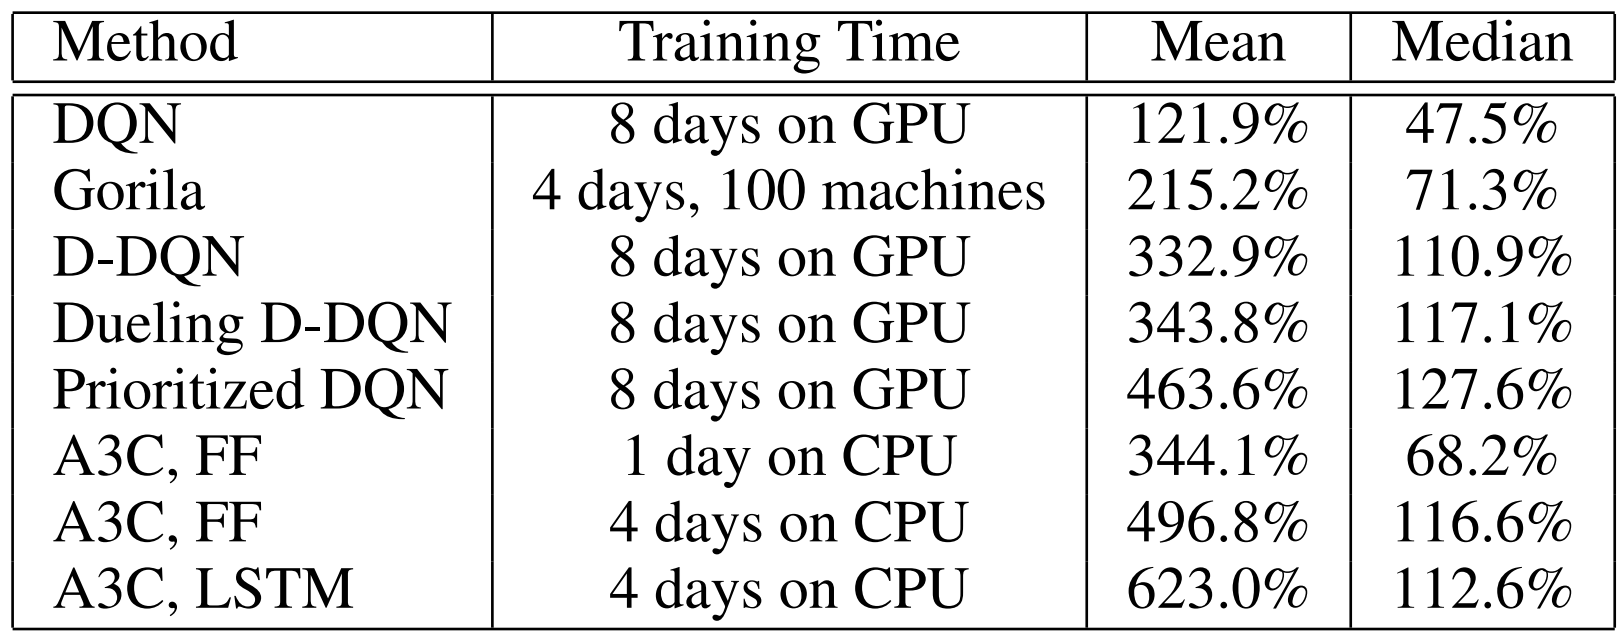 Method Training Time Mean Median
DQN 8 days on GPU 121.9% 47.5%
Gorila 4 days, 100 machines 215.2% 71.3%
D-DQN 8 days on GPU 332.9% 110.9%
Dueling D-DQN 8 days on GPU 343.8% 117.1%
Prioritized DQN 8 days on GPU 463.6% 127.6%
A3C, FF 1 day on CPU 344.1% 68.2%
A3C, FF 4 days on CPU 496.8% 116.6%
A3C, LSTM 4 days on CPU 623.0% 112.6%